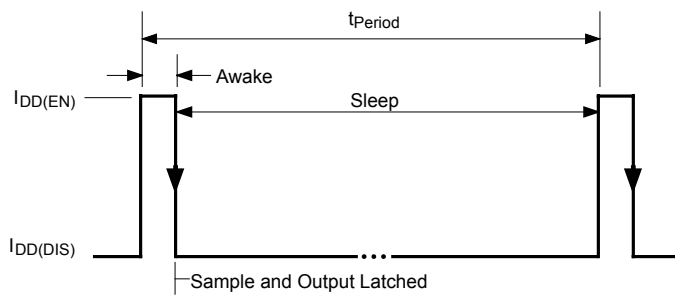 tPeriod
Awake
IDD(EN)
Sleep
IDD(DIS)
Sample and Output Latched